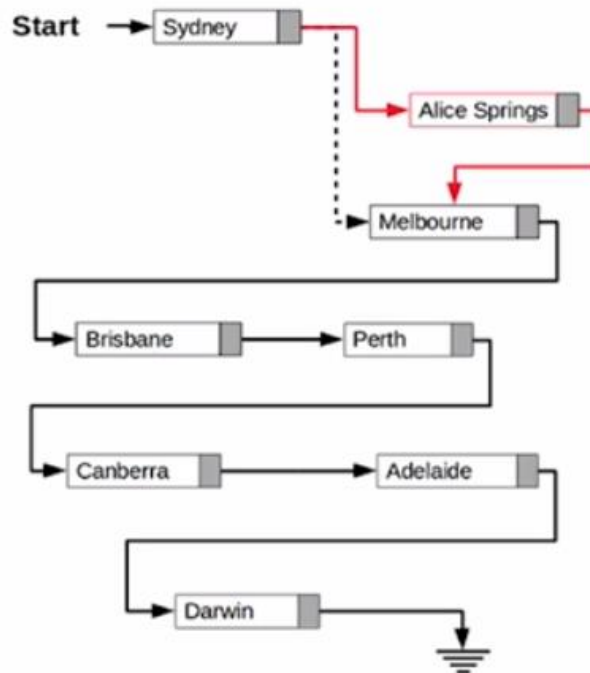 Start
Sydney
Alice Springs
Melbourne
Brisbane
Perth
Canberra
Adelaide
Darwin